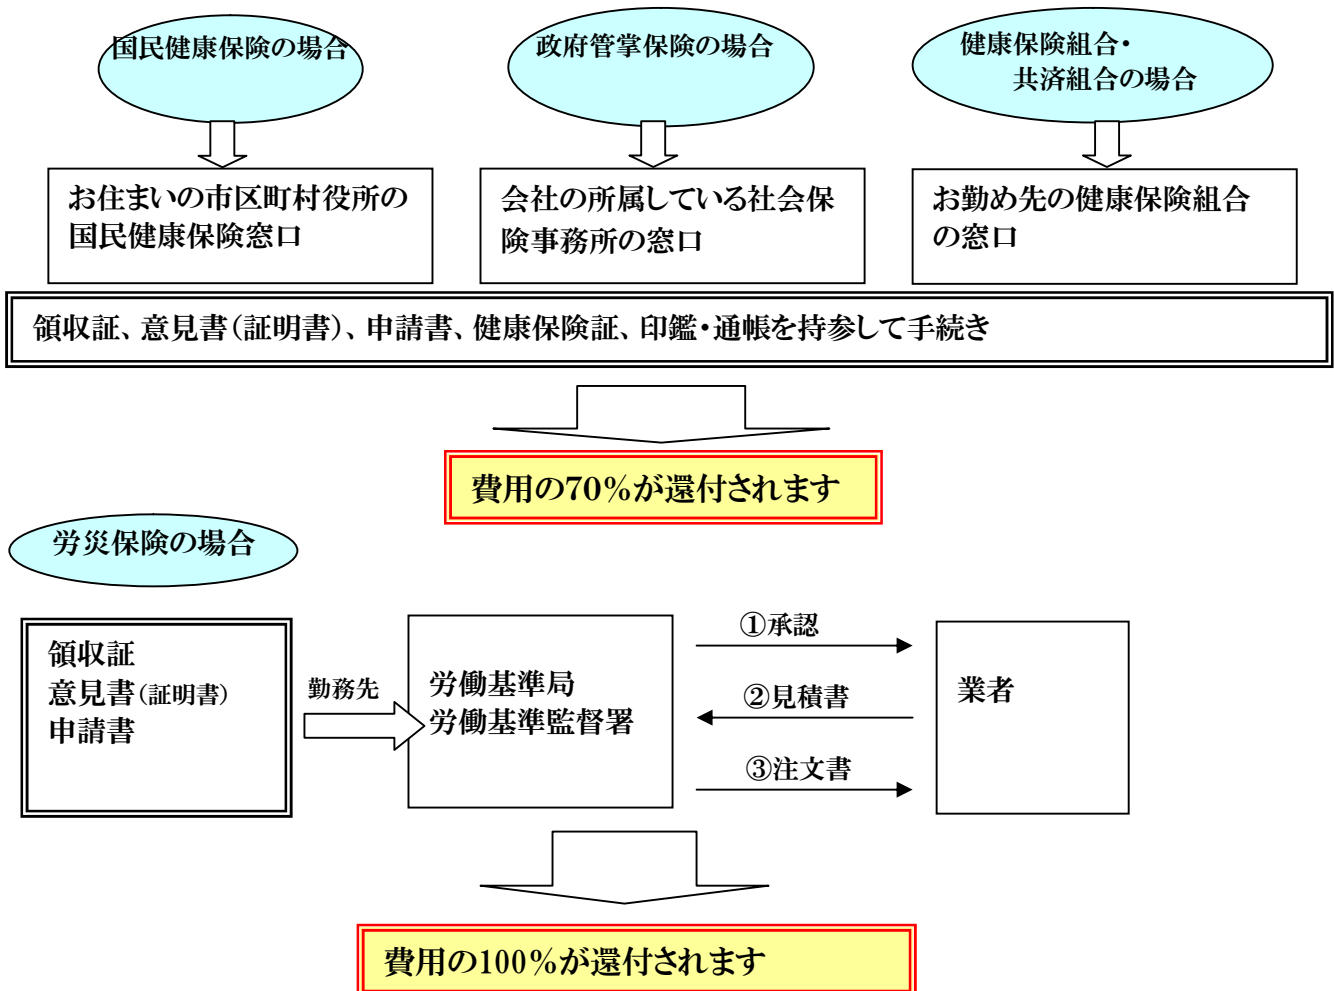 国民健康保険の場合
政府管掌保険の場合
健康保険組合・
共済組合の場合
お住まいの市区町村役所の
国民健康保険窓口
会社の所属している社会保
険事務所の窓口
お勤め先の健康保険組合
の窓口
領収証、意見書（証明書）、申請書、健康保険証、印鑑・通帳を持参して手続き
費用の70％が還付されます
労災保険の場合
領収証
意見書（証明書）
申請書
勤務先
労働基準局
労働基準監督署
①承認
②見積書
③注文書
業者
費用の100％が還付されます